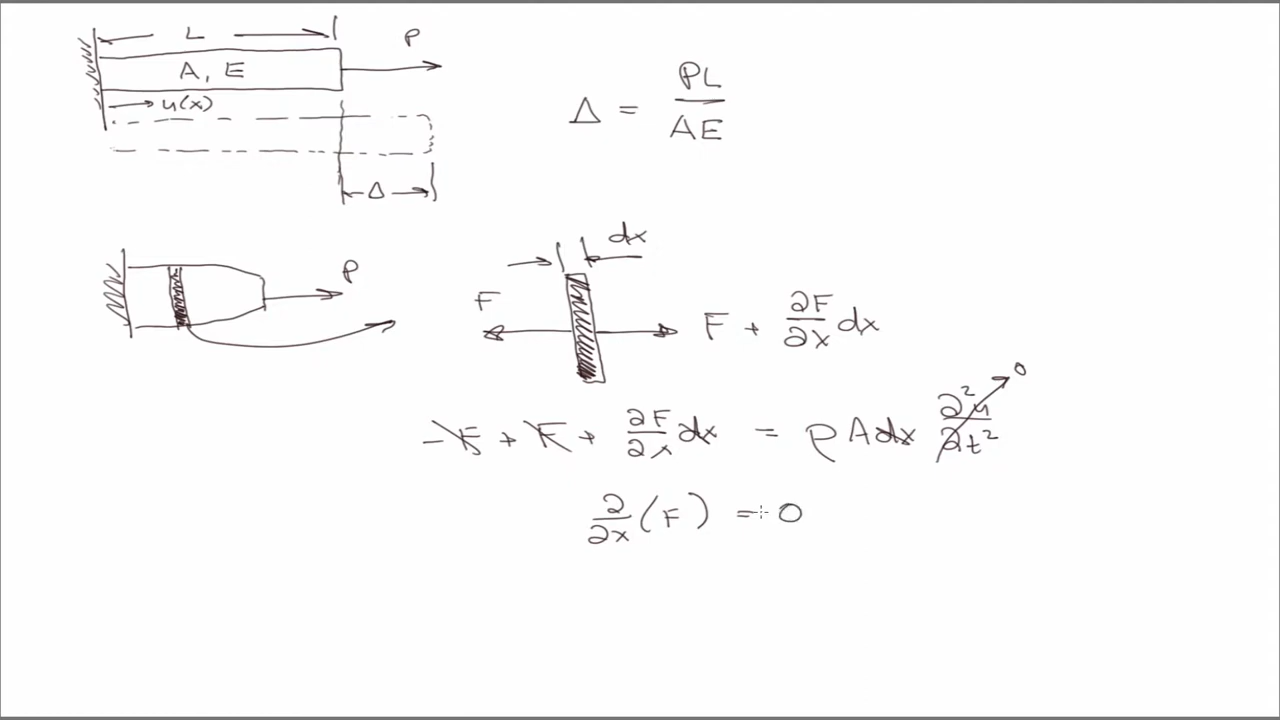 L
P
A, E
u(x)
Δ
Δ = PL / AE
P
dx
F
F + ∂F/∂x dx
-F + F + ∂F/∂x dx = ρ A dx ∂²u/∂t² 0
∂/∂x (F) = 0